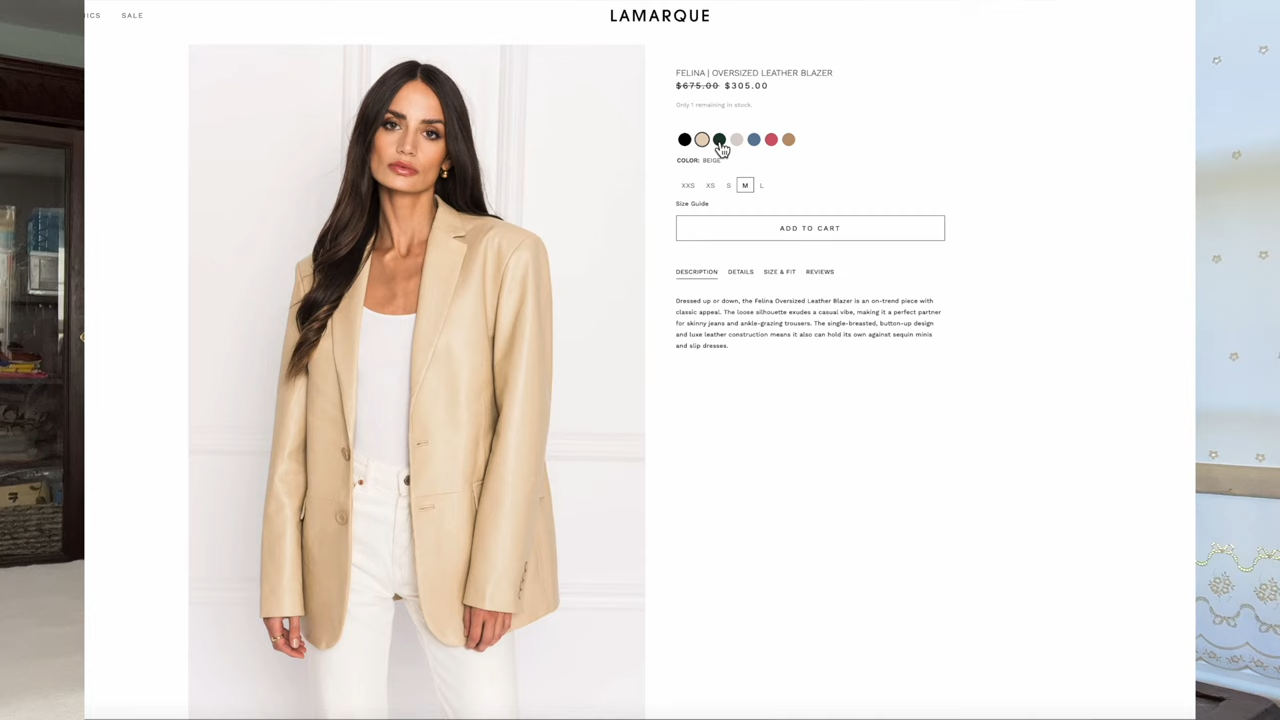 SALE
LAMARQUE
FELINA | OVERSIZED LEATHER BLAZER
$675.00 $305.00
Only 1 remaining in stock.
COLOR: BEIGE
XXS XS S M L
Size Guide
ADD TO CART
DESCRIPTION DETAILS SIZE & FIT REVIEWS
Dressed up or down, the Felina Oversized Leather Blazer is an on-trend piece with
classic appeal. The loose silhouette exudes a casual vibe, making it a perfect partner
for skinny jeans and ankle-grazing trousers. The single-breasted, button-up design
and luxe leather construction means it also can hold its own against sequin minis
and slip dresses.